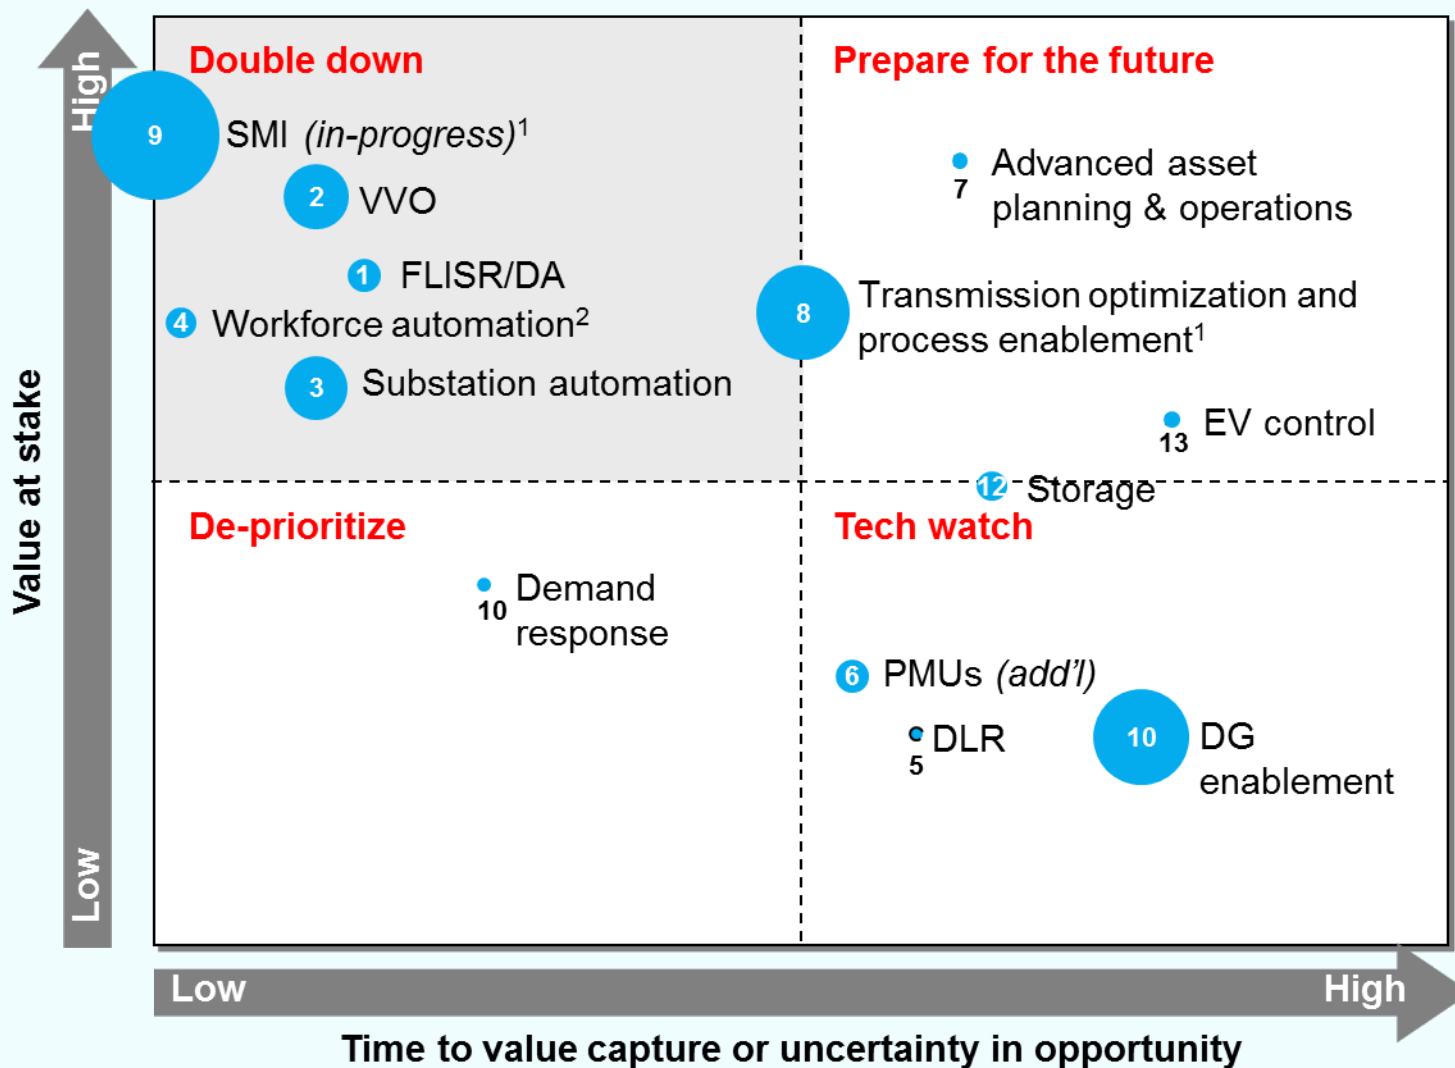 High
Double down
Prepare for the future
9 SMI (in-progress)1
2 VVO
7 Advanced asset
planning & operations
1 FLISR/DA
4 Workforce automation2
8 Transmission optimization and
process enablement1
3 Substation automation
13 EV control
12 Storage
Value at stake
De-prioritize
Tech watch
10 Demand
response
6 PMUs (add'l)
5 DLR
10 DG
enablement
Low
Low
High
Time to value capture or uncertainty in opportunity